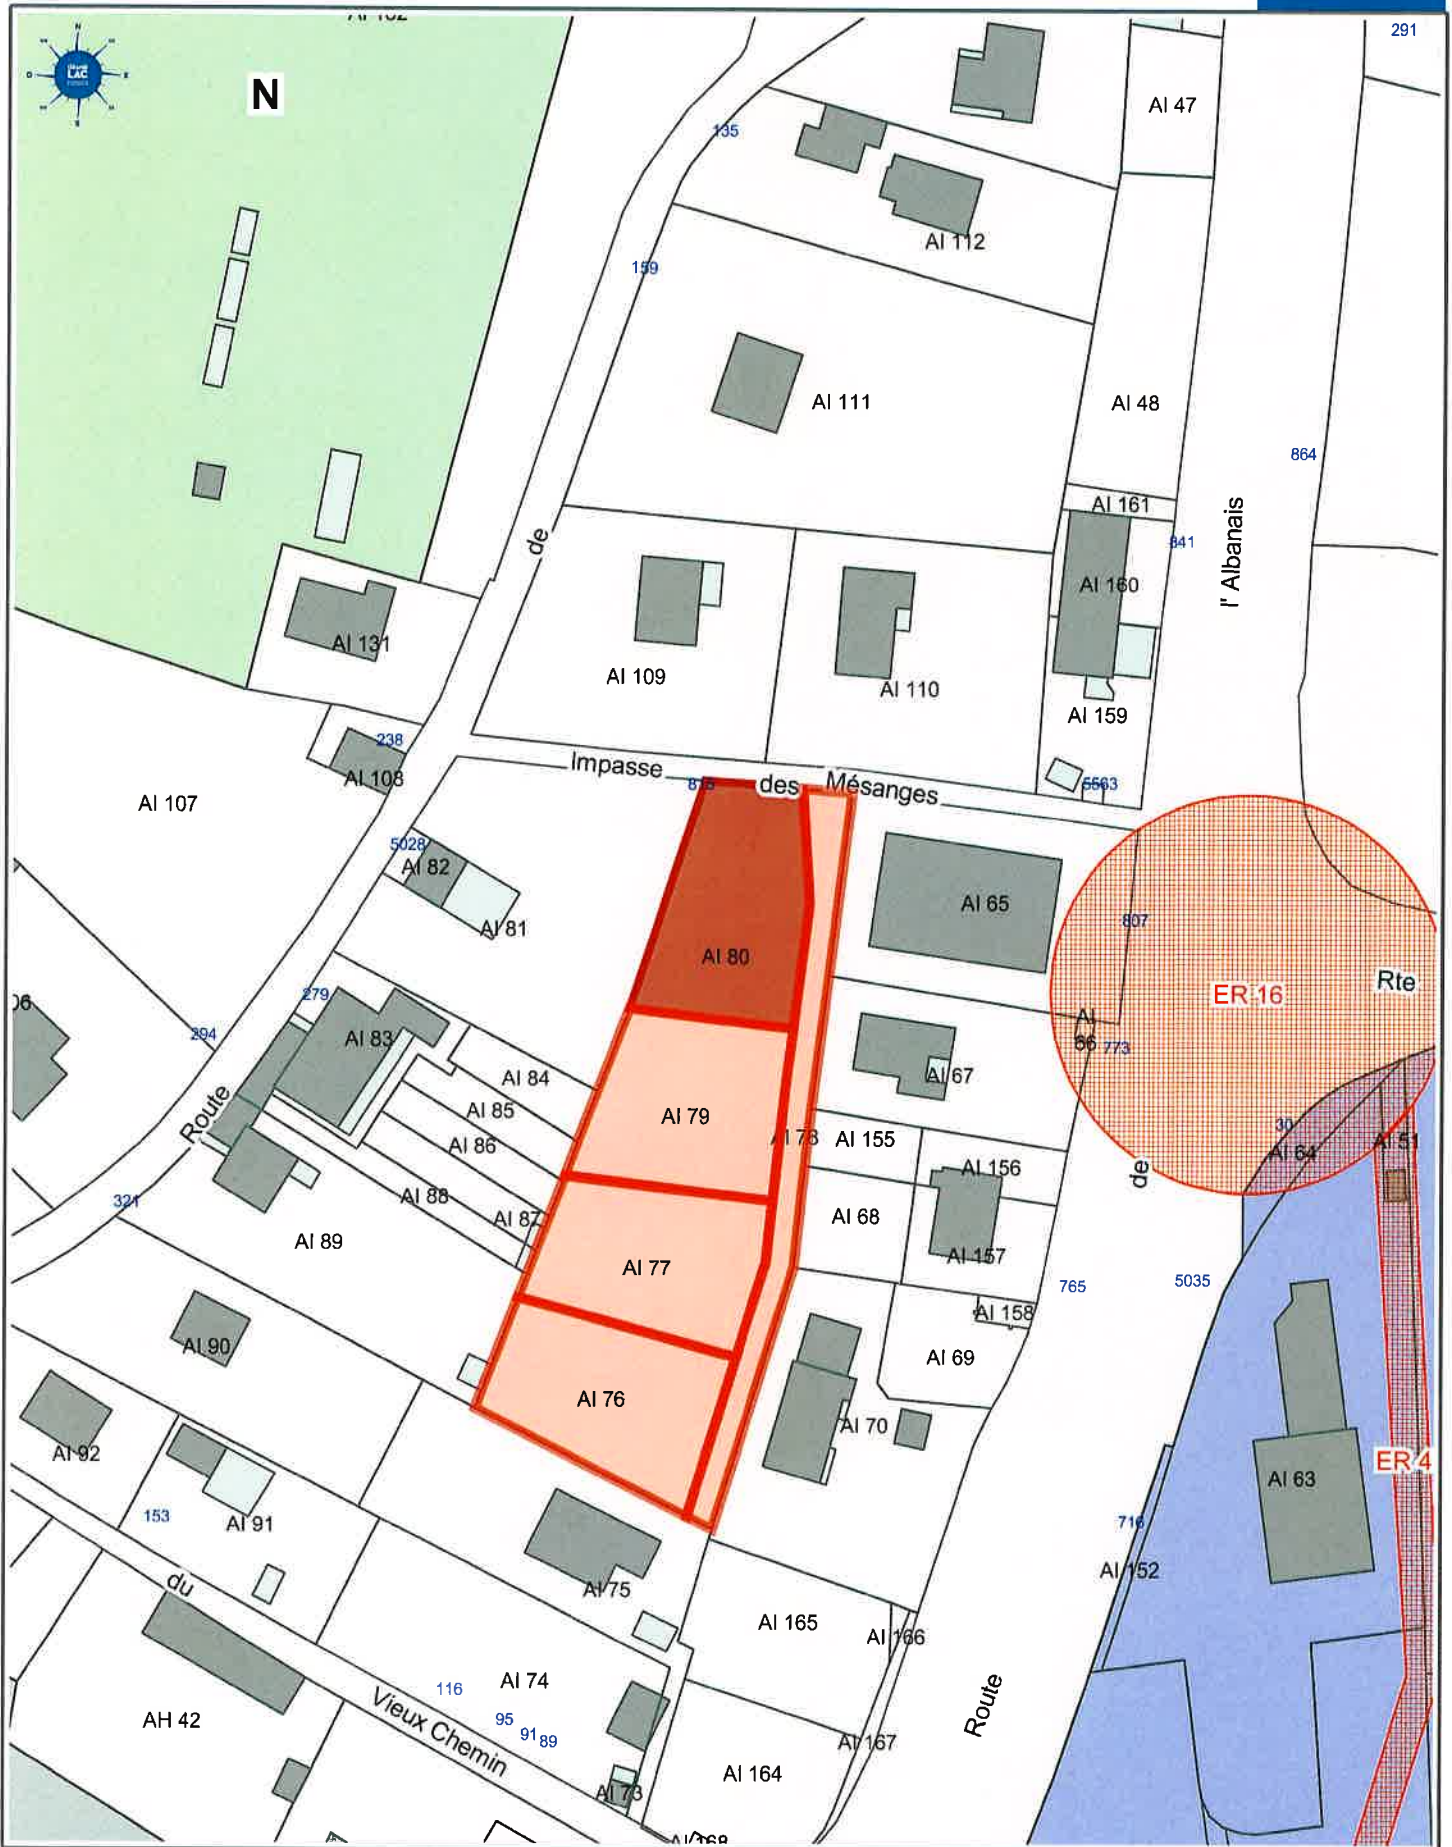 291
N
LAC
AI 47
135
AI 112
159
AI 111
AI 48
864
AI 161
de
841
l' Albanais
AI 160
AI 131
AI 109
AI 110
AI 159
238
Impasse des Mésanges
AI 108
5563
AI 107
5028
AI 82
AI 65
807
AI 81
AI 80
Rte
279
ER 16
294
AI 83
AI 66
773
AI 67
AI 84
Route
AI 85
AI 79
AI 155
30
AI 51
AI 86
AI 64
AI 156
de
AI 88
321
AI 87
AI 68
AI 89
AI 157
AI 77
765
5035
AI 158
AI 90
AI 69
AI 76
AI 70
AI 92
ER 4
AI 63
153
AI 91
716
AI 152
du
AI 75
AI 165
AI 166
AI 74
116
Route
AH 42
Vieux Chemin
95
91
89
AI 167
AI 164
AI 73
AI 168